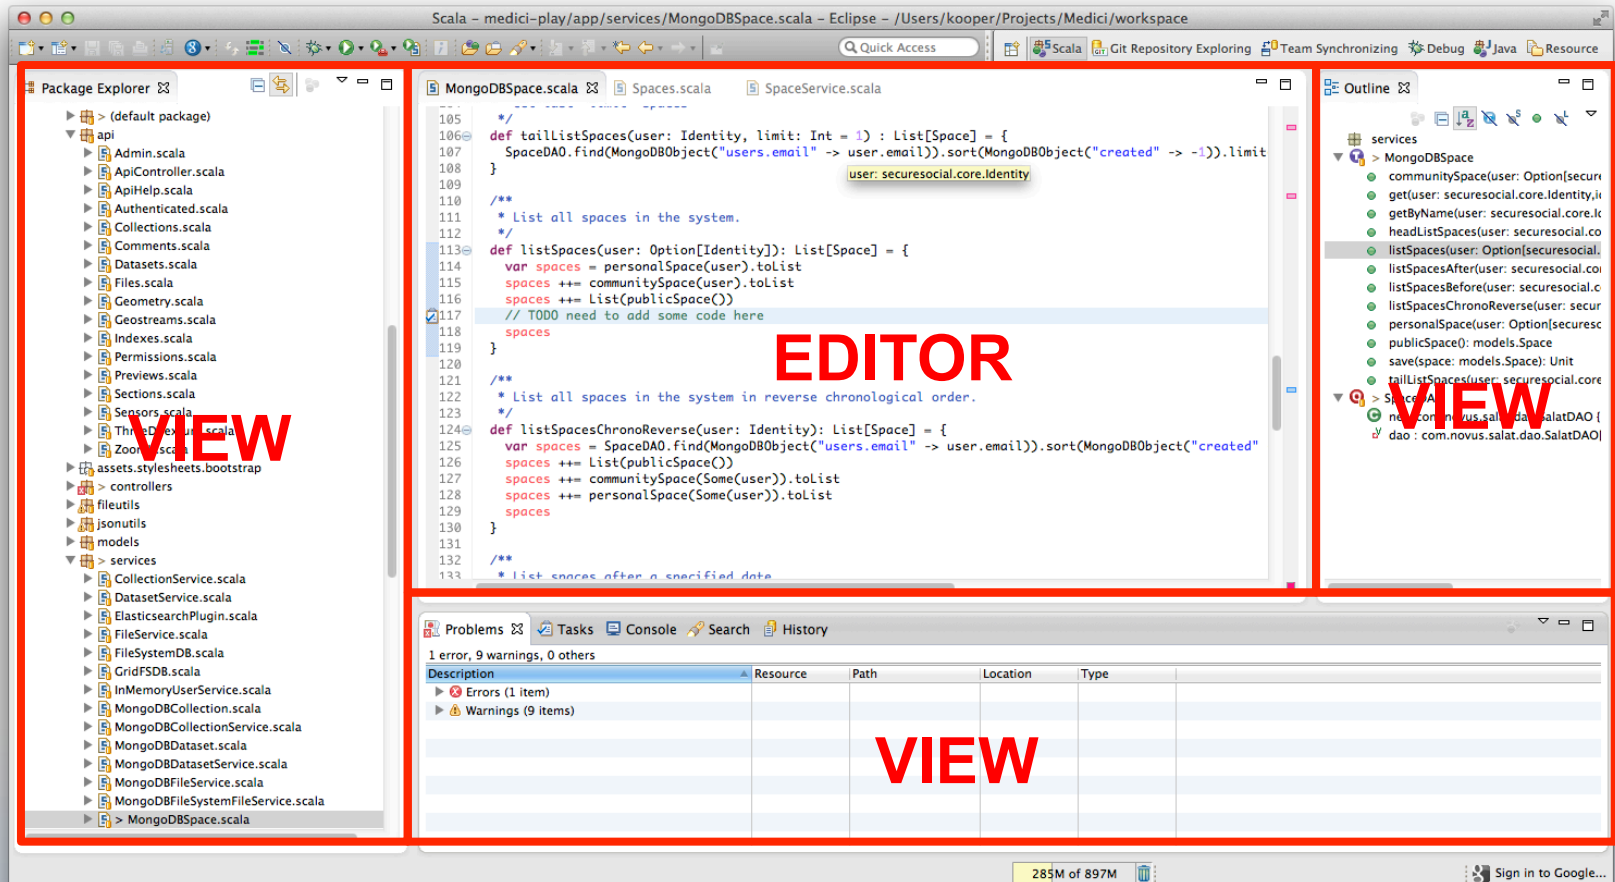 Scala – medici-play/app/services/MongoDBSpace.scala – Eclipse – /Users/kooper/Projects/Medici/workspace
Quick Access
Scala
Git Repository Exploring
Team Synchronizing
Debug
Java
Resource
Package Explorer
> (default package)
api
Admin.scala
ApiController.scala
ApiHelp.scala
Authenticated.scala
Collections.scala
Comments.scala
Datasets.scala
Files.scala
Geometry.scala
Geostreams.scala
Indexes.scala
Permissions.scala
Previews.scala
Sections.scala
Sensors.scala
VIEW
assets.stylesheets.bootstrap
> controllers
fileutils
jsonutils
models
> services
CollectionService.scala
DatasetService.scala
ElasticsearchPlugin.scala
FileService.scala
FileSystemDB.scala
GridFSDB.scala
InMemoryUserService.scala
MongoDBCollection.scala
MongoDBCollectionService.scala
MongoDBDataset.scala
MongoDBDatasetService.scala
MongoDBFileService.scala
MongoDBFileSystemFileService.scala
> MongoDBSpace.scala
MongoDBSpace.scala
Spaces.scala
SpaceService.scala
105 */
106 def tailListSpaces(user: Identity, limit: Int = 1) : List[Space] = {
107 SpaceDAO.find(MongoDBObject("users.email" -> user.email)).sort(MongoDBObject("created" -> -1)).limit
108 }
user: securesocial.core.Identity
109
110 /**
111 * List all spaces in the system.
112 */
113 def listSpaces(user: Option[Identity]): List[Space] = {
114 var spaces = personalSpace(user).toList
115 spaces ++= communitySpace(user).toList
116 spaces ++= List(publicSpace())
117 // TODO need to add some code here
118 spaces
119 }
EDITOR
120
121 /**
122 * List all spaces in the system in reverse chronological order.
123 */
124 def listSpacesChronoReverse(user: Identity): List[Space] = {
125 var spaces = SpaceDAO.find(MongoDBObject("users.email" -> user.email)).sort(MongoDBObject("created"
126 spaces ++= List(publicSpace())
127 spaces ++= communitySpace(Some(user)).toList
128 spaces ++= personalSpace(Some(user)).toList
129 spaces
130 }
131
132 /**
133 * List spaces after a specified date
Outline
services
> MongoDBSpace
communitySpace(user: Option[secure
get(user: securesocial.core.Identity,i
getByName(user: securesocial.core.Id
headListSpaces(user: securesocial.co
listSpaces(user: Option[securesocial.
listSpacesAfter(user: securesocial.co
listSpacesBefore(user: securesocial.c
listSpacesChronoReverse(user: secur
personalSpace(user: Option[securesc
publicSpace(): models.Space
save(space: models.Space): Unit
tailListSpaces(user: securesocial.core
VIEW
dao : com.novus.salat.dao.SalatDAO[
Problems
Tasks
Console
Search
History
1 error, 9 warnings, 0 others
Description Resource Path Location Type
Errors (1 item)
Warnings (9 items)
VIEW
285M of 897M
Sign in to Google...